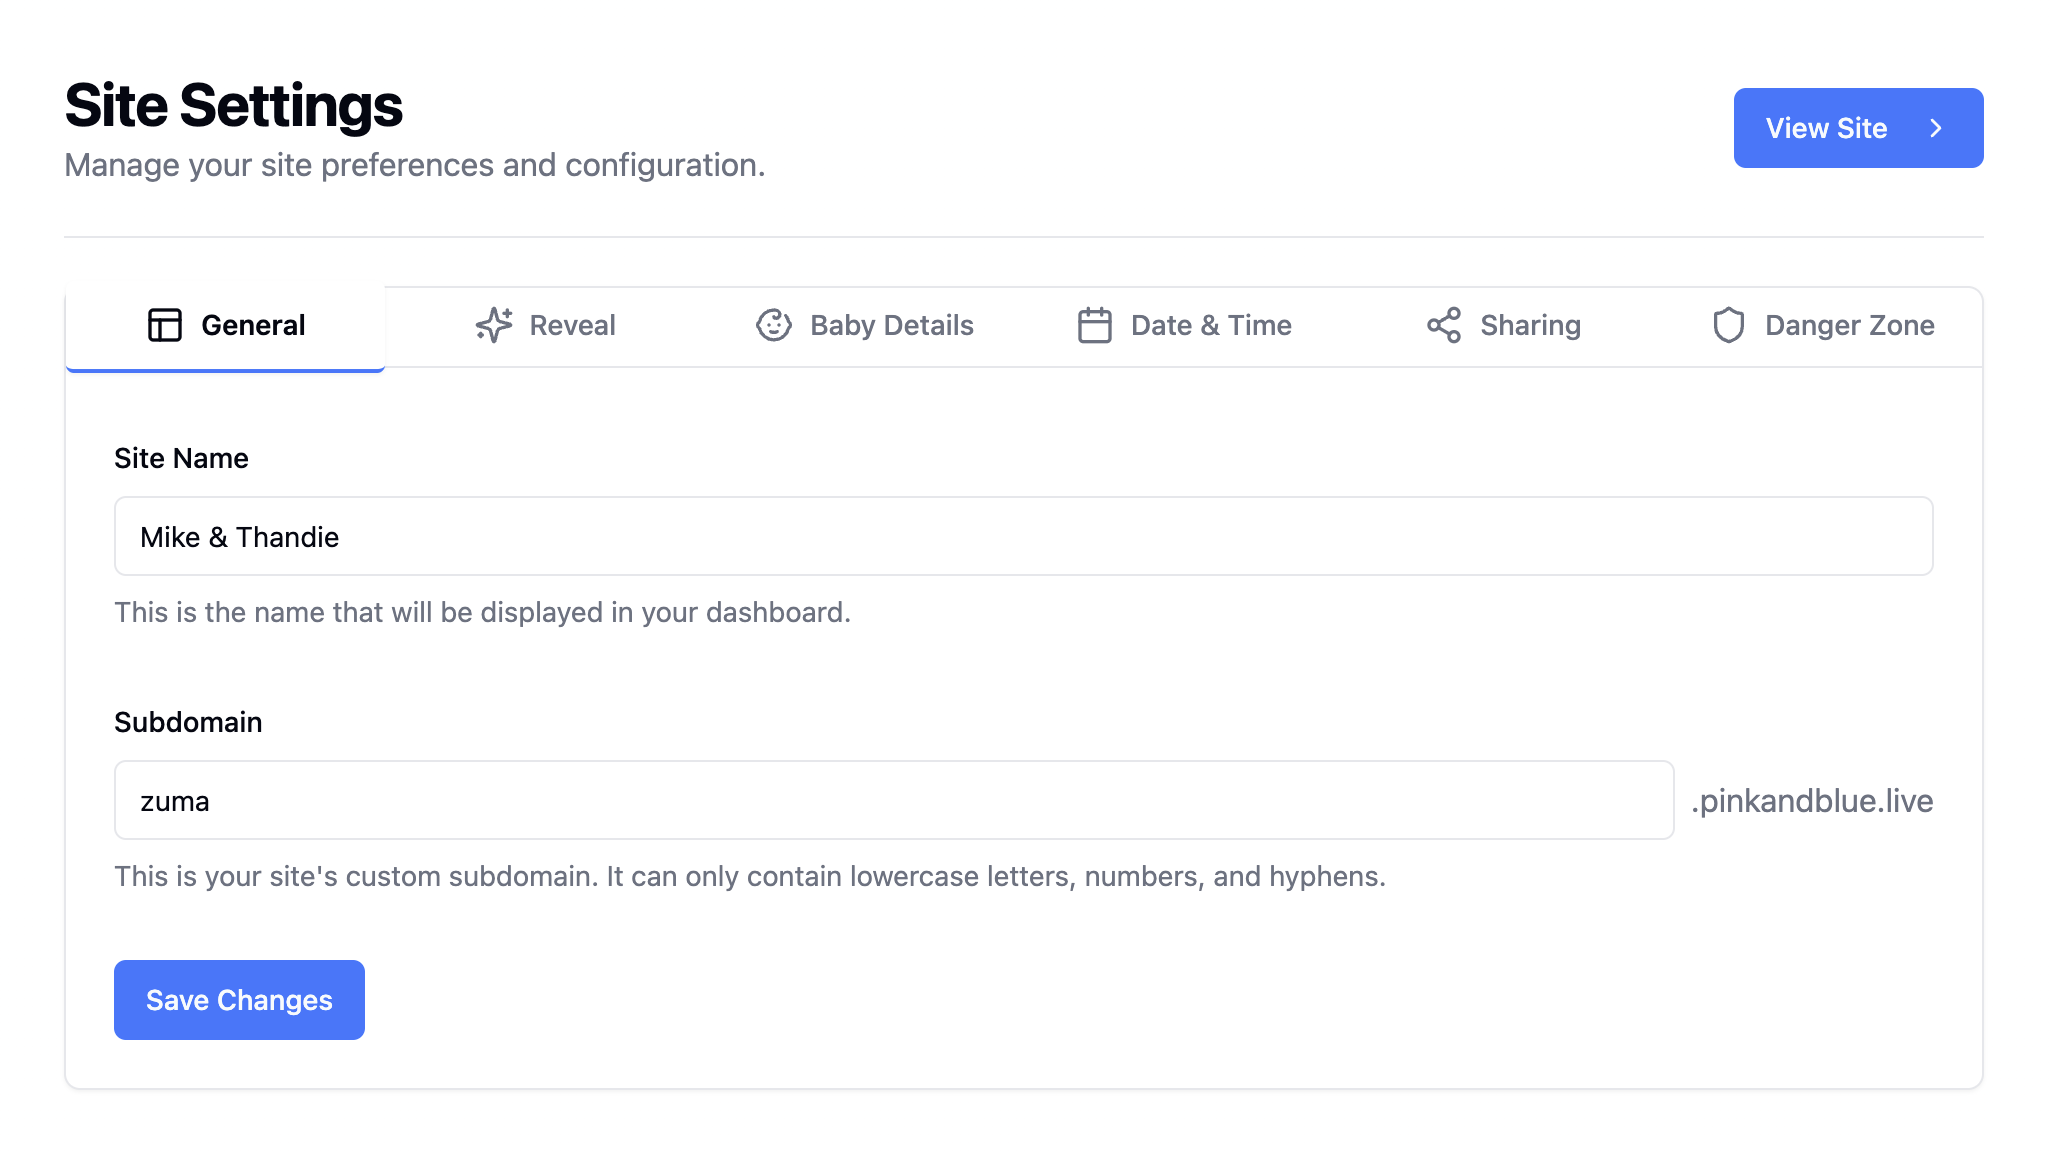 Site Settings
Manage your site preferences and configuration.
View Site
General
Reveal
Baby Details
Date & Time
Sharing
Danger Zone
Site Name
Mike & Thandie
This is the name that will be displayed in your dashboard.
Subdomain
zuma
.pinkandblue.live
This is your site's custom subdomain. It can only contain lowercase letters, numbers, and hyphens.
Save Changes